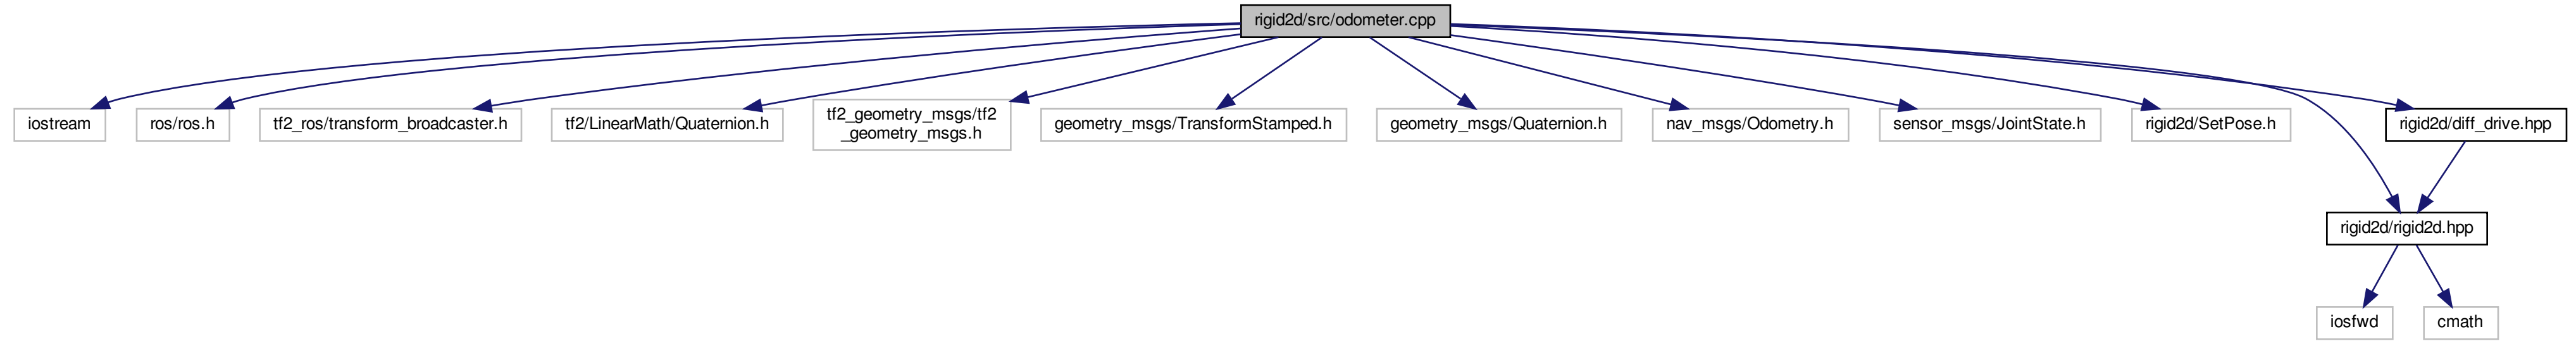 rigid2d/src/odometer.cpp
iostream
ros/ros.h
tf2_ros/transform_broadcaster.h
tf2/LinearMath/Quaternion.h
tf2_geometry_msgs/tf2
_geometry_msgs.h
geometry_msgs/TransformStamped.h
geometry_msgs/Quaternion.h
nav_msgs/Odometry.h
sensor_msgs/JointState.h
rigid2d/SetPose.h
rigid2d/diff_drive.hpp
rigid2d/rigid2d.hpp
iosfwd
cmath